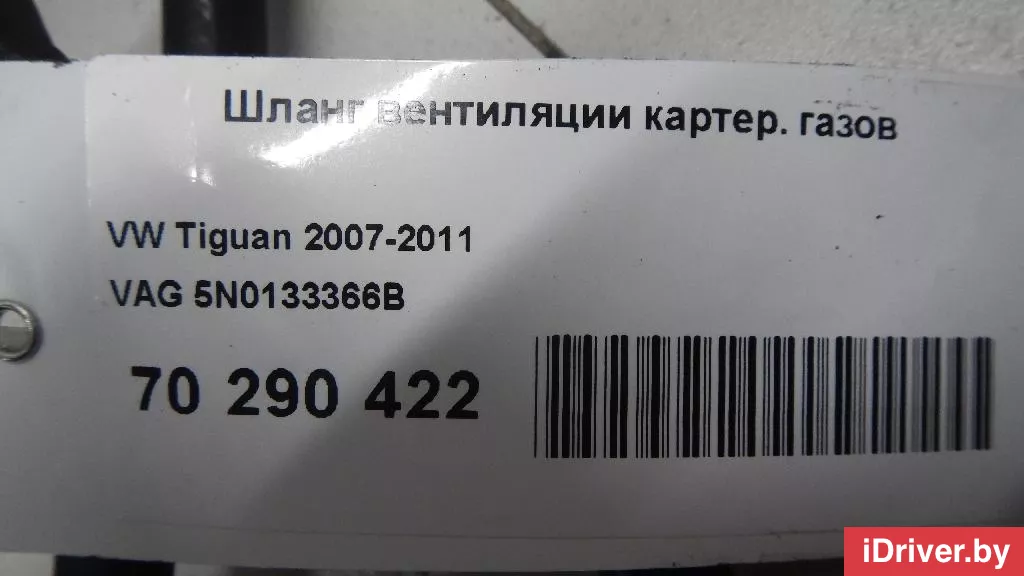 Шланг вентиляции картер. газов
VW Tiguan 2007-2011
VAG 5N0133366B
70 290 422
iDriver.by